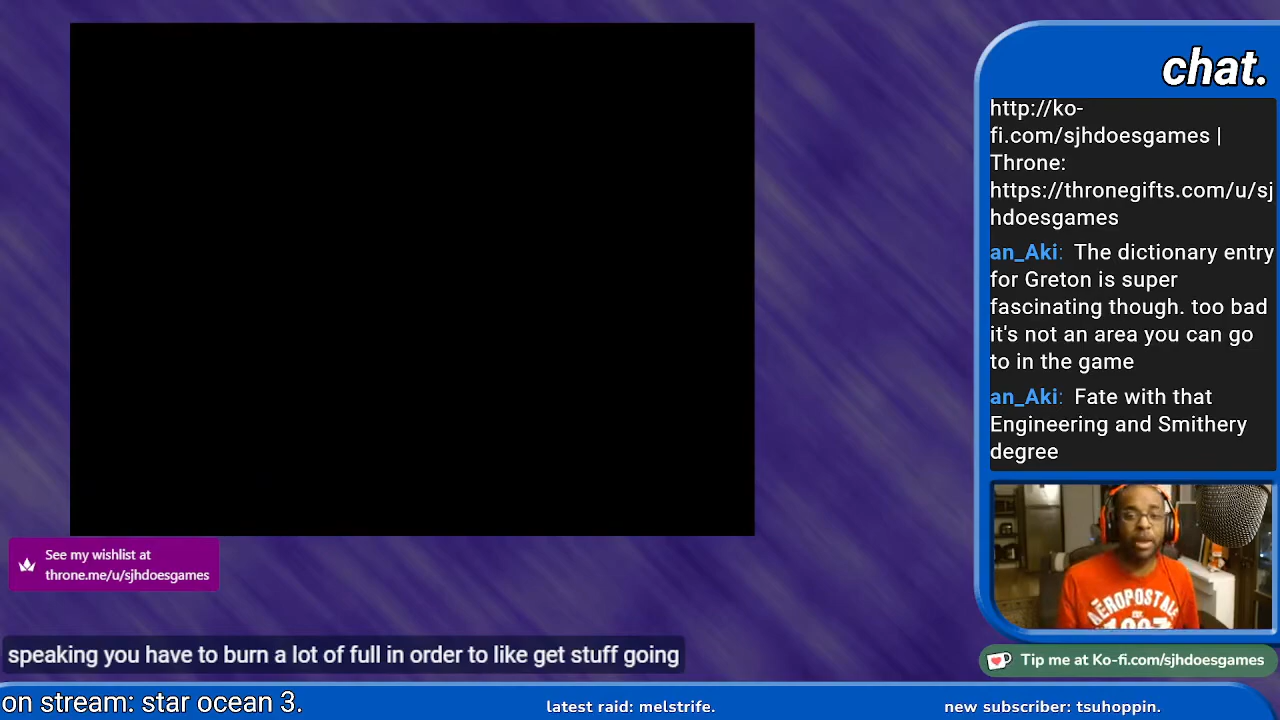 chat.
http://ko-
fi.com/sjhdoesgames |
Throne:
https://thronegifts.com/u/sj
hdoesgames
an_Aki: The dictionary entry
for Greton is super
fascinating though. too bad
it's not an area you can go
to in the game
an_Aki: Fate with that
Engineering and Smithery
degree
See my wishlist at
throne.me/u/sjhdoesgames
AÉROPOSTALE
speaking you have to burn a lot of full in order to like get stuff going
Tip me at Ko-fi.com/sjhdoesgames
on stream: star ocean 3.
latest raid: melstrife.
new subscriber: tsuhoppin.